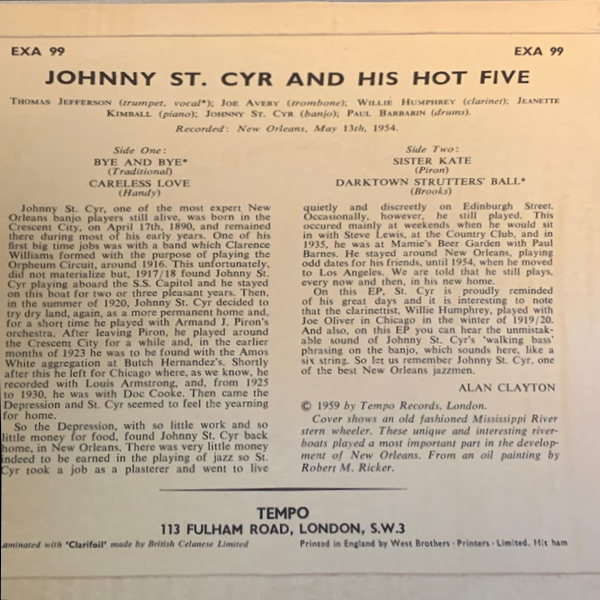 EXA 99 EXA 99
JOHNNY ST. CYR AND HIS HOT FIVE
THOMAS JEFFERSON (trumpet, vocal*); JOE AVERY (trombone); WILLIE HUMPHREY (clarinet); JEANETTE
KIMBALL (piano); JOHNNY ST. CYR (banjo); PAUL BARBARIN (drums).
Recorded: New Orleans, May 13th, 1954.
Side One:
BYE AND BYE*
(Traditional)
CARELESS LOVE
(Handy)
Side Two:
SISTER KATE
(Piron)
DARKTOWN STRUTTERS' BALL*
(Brooks)
Johnny St. Cyr, one of the most expert New
Orleans banjo players still alive, was born in the
Crescent City, on April 17th, 1890, and remained
there during most of his early years. One of his
first big time jobs was with a band which Clarence
Williams formed with the purpose of playing the
Orpheum Circuit, around 1916. This unfortunately,
did not materialize but, 1917/18 found Johnny St.
Cyr playing aboard the S.S. Capitol and he stayed
on this boat for two or three pleasant years. Then,
in the summer of 1920, Johnny St. Cyr decided to
try dry land, again, as a more permanent home and,
for a short time he played with Armand J. Piron's
orchestra. After leaving Piron, he played around
the Crescent City for a while and, in the earlier
months of 1923 he was to be found with the Amos
White aggregation at Butch Hernandez's. Shortly
after this he left for Chicago where, as we know, he
recorded with Louis Armstrong, and, from 1925
to 1930, he was with Doc Cooke. Then came the
Depression and St. Cyr seemed to feel the yearning
for home.
So the Depression, with so little work and so
little money for food, found Johnny St. Cyr back
home, in New Orleans. There was very little money
indeed to be earned in the playing of jazz so St.
Cyr took a job as a plasterer and went to live
quietly and discreetly on Edinburgh Street.
Occasionally, however, he still played. This
occured mainly at weekends when he would sit
in with Steve Lewis, at the Country Club, and in
1935, he was at Mamie's Beer Garden with Paul
Barnes. He stayed around New Orleans, playing
odd dates for his friends, until 1954, when he moved
to Los Angeles. We are told that he still plays,
every now and then, in his new home.
On this EP, St. Cyr is proudly reminded
of his great days and it is interesting to note
that the clarinettist, Willie Humphrey, played with
Joe Oliver in Chicago in the winter of 1919/20.
And also, on this EP you can hear the unmistak-
able sound of Johnny St. Cyr's 'walking bass'
phrasing on the banjo, which sounds here, like a
six string. So let us remember Johnny St. Cyr, one
of the best New Orleans jazzmen.
ALAN CLAYTON
© 1959 by Tempo Records, London.
Cover shows an old fashioned Mississippi River
stern wheeler. These unique and interesting river-
boats played a most important part in the develop-
ment of New Orleans. From an oil painting by
Robert M. Ricker.
TEMPO
113 FULHAM ROAD, LONDON, S.W.3
aminated with "Clarifoil" made by British Celanese Limited Printed in England by West Brothers · Printers · Limited, Mitcham